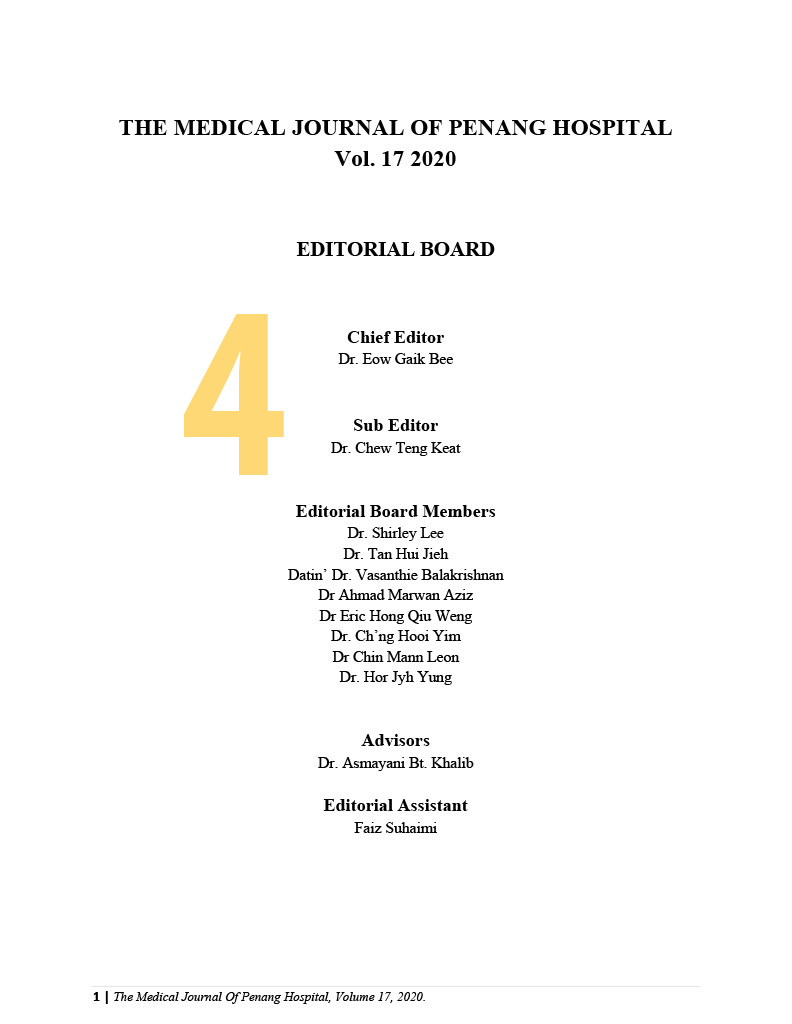 THE MEDICAL JOURNAL OF PENANG HOSPITAL
Vol. 17 2020
EDITORIAL BOARD
4
Chief Editor
Dr. Eow Gaik Bee
Sub Editor
Dr. Chew Teng Keat
Editorial Board Members
Dr. Shirley Lee
Dr. Tan Hui Jieh
Datin’ Dr. Vasanthie Balakrishnan
Dr Ahmad Marwan Aziz
Dr Eric Hong Qiu Weng
Dr. Ch’ng Hooi Yim
Dr Chin Mann Leon
Dr. Hor Jyh Yung
Advisors
Dr. Asmayani Bt. Khalib
Editorial Assistant
Faiz Suhaimi
1 | The Medical Journal Of Penang Hospital, Volume 17, 2020.